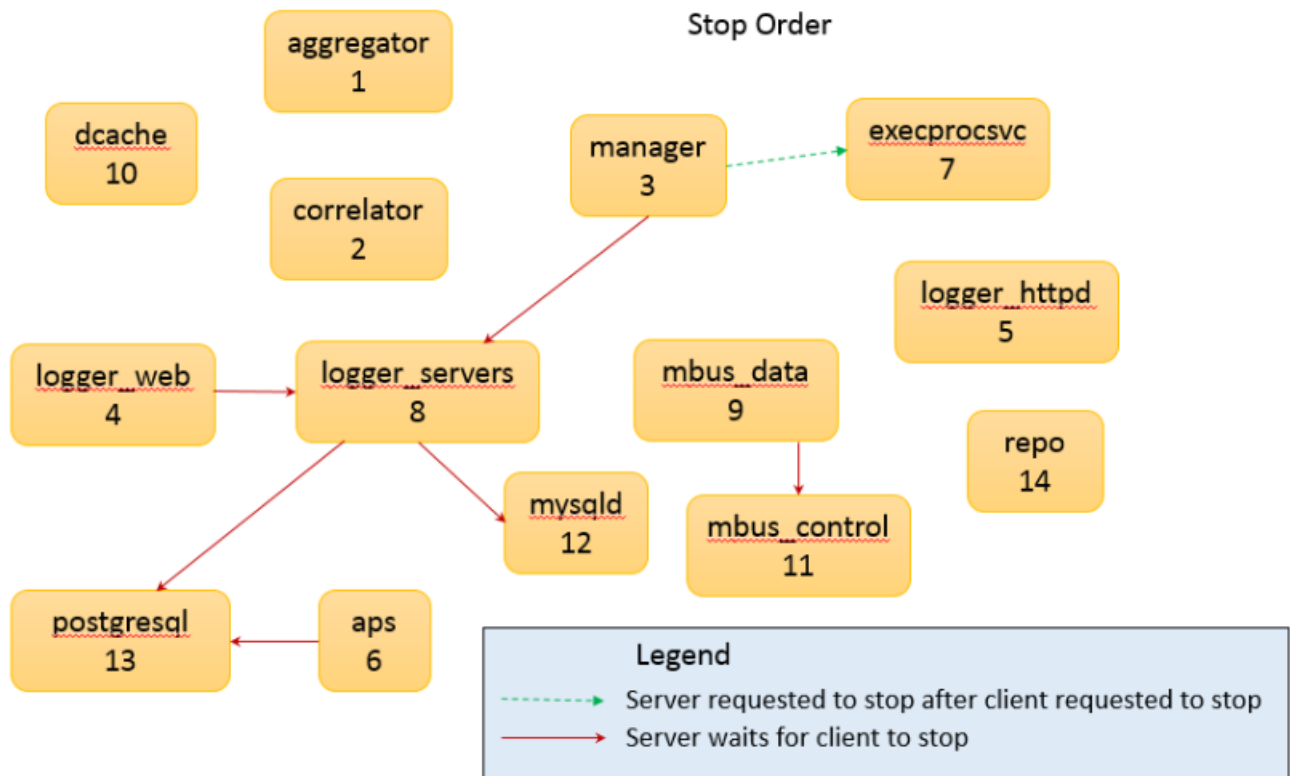 Stop Order
aggregator
1
dcache
10
manager
3
execprocsvc
7
correlator
2
logger_httpd
5
logger_web
4
logger_servers
8
mbus_data
9
repo
14
mysqld
12
mbus_control
11
postgresql
13
aps
6
Legend
Server requested to stop after client requested to stop
Server waits for client to stop